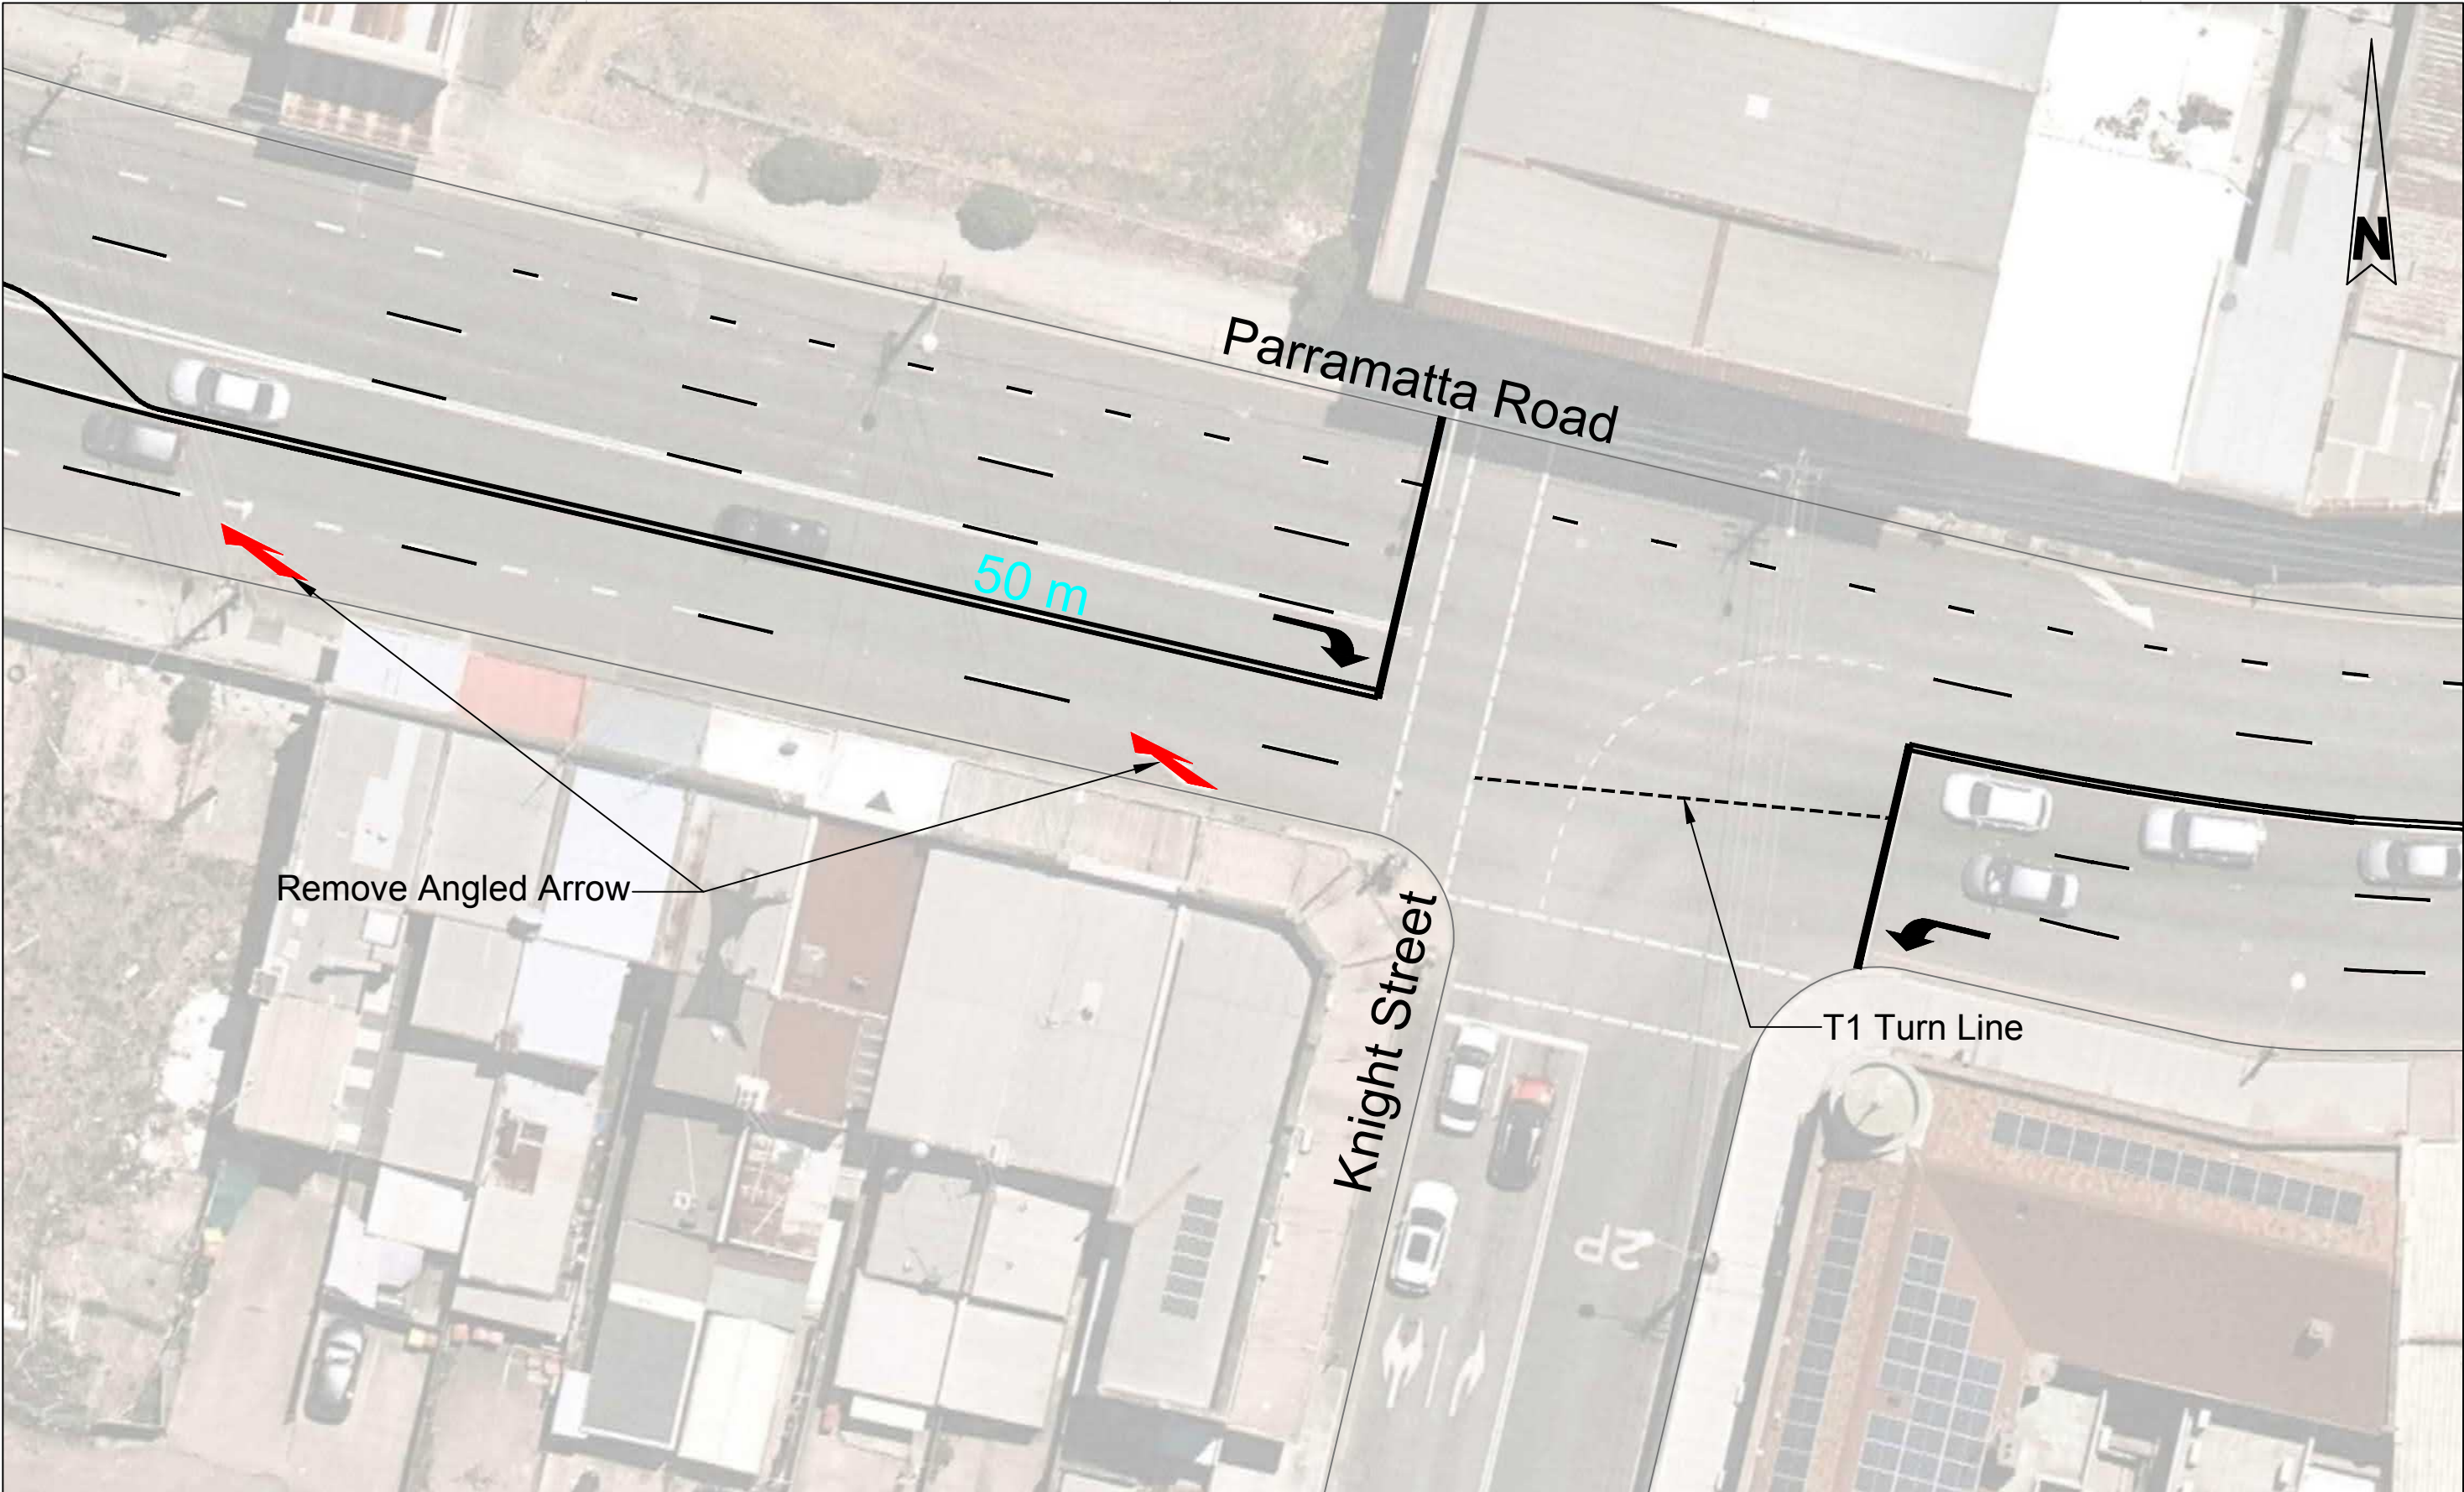 N
Parramatta Road
50 m
Remove Angled Arrow
Knight Street
T1 Turn Line
2P